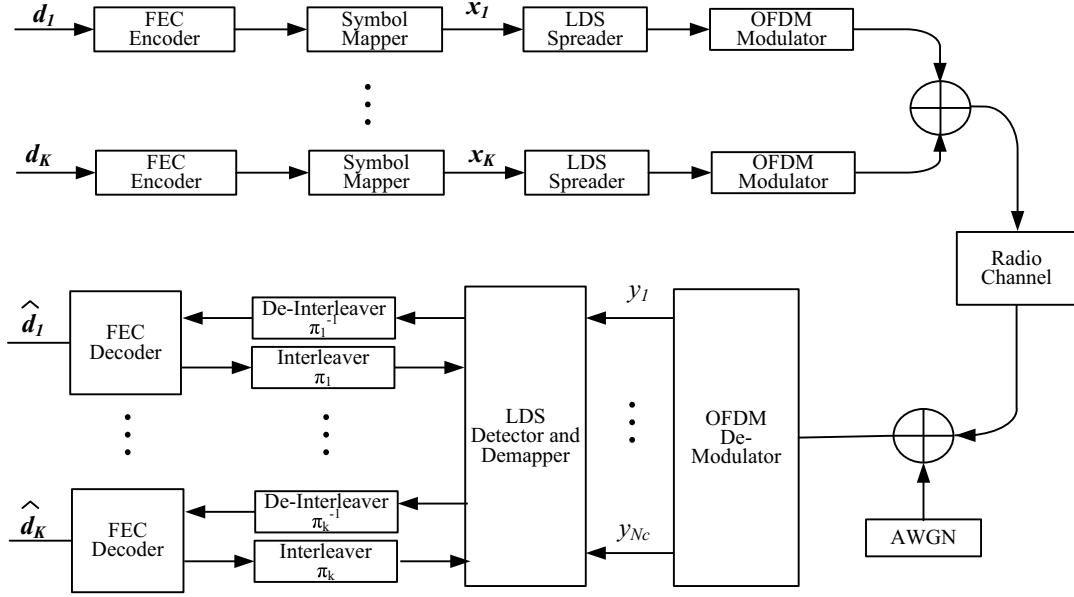 d1 FEC Encoder Symbol Mapper x1 LDS Spreader OFDM Modulator
dK FEC Encoder Symbol Mapper xK LDS Spreader OFDM Modulator
Radio Channel
d̂1 FEC Decoder De-Interleaver π1^-1 Interleaver π1
LDS Detector and Demapper
y1
OFDM De-Modulator
d̂K FEC Decoder De-Interleaver πk^-1 Interleaver πk
yNc
AWGN